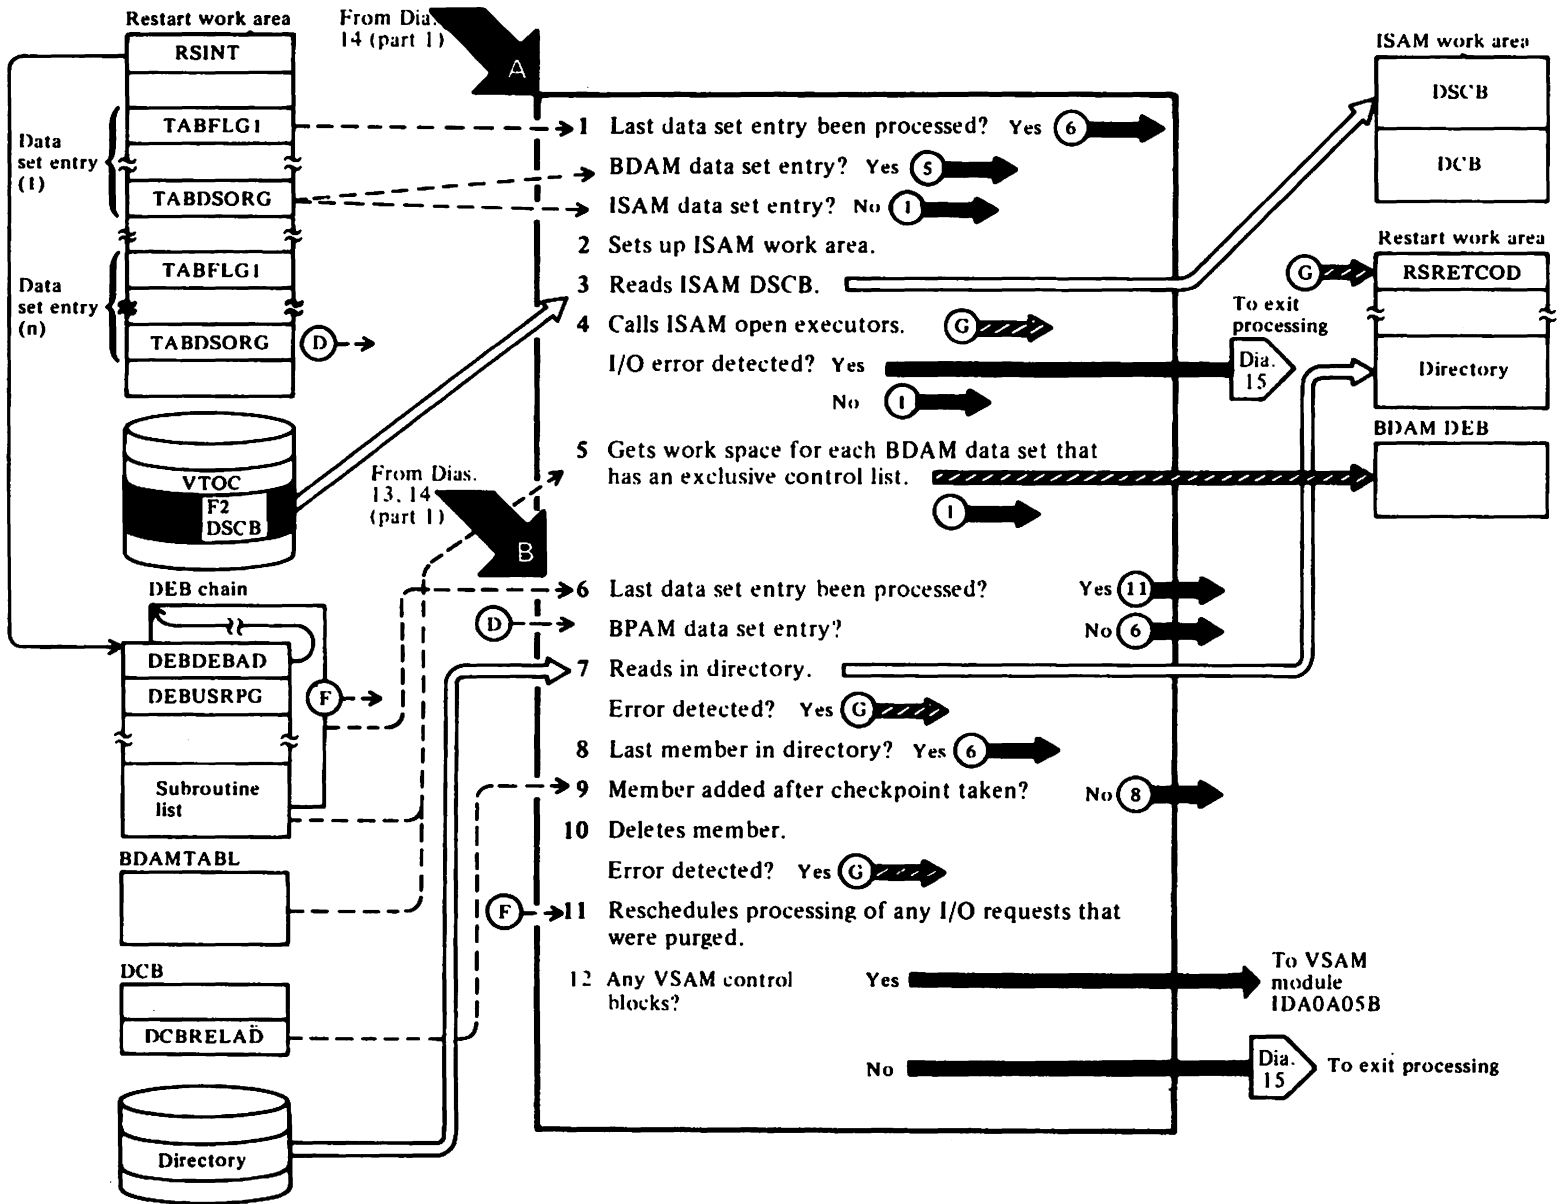 Restart work area
RSINT
TABFLG1
Data
set entry
(1)
TABDSORG
TABFLG1
Data
set entry
(n)
TABDSORG
D
VTOC
F2
DSCB
DEB chain
DEBDEBAD
DEBUSRPG
F
Subroutine
list
BDAMTABL
DCB
DCBRELAD
Directory
From Dia.
14 (part 1)
A
1 Last data set entry been processed? Yes 6
BDAM data set entry? Yes 5
ISAM data set entry? No 1
2 Sets up ISAM work area.
3 Reads ISAM DSCB.
4 Calls ISAM open executors. G
I/O error detected? Yes
To exit
processing
Dia.
15
No 1
5 Gets work space for each BDAM data set that
has an exclusive control list.
1
From Dias.
13, 14
(part 1)
B
6 Last data set entry been processed? Yes 11
D
BPAM data set entry? No 6
7 Reads in directory.
Error detected? Yes G
8 Last member in directory? Yes 6
9 Member added after checkpoint taken? No 8
10 Deletes member.
Error detected? Yes G
F
11 Reschedules processing of any I/O requests that
were purged.
12 Any VSAM control
blocks?
Yes
To VSAM
module
IDA0A05B
No
Dia.
15
To exit processing
ISAM work area
DSCB
DCB
Restart work area
G
RSRETCOD
Directory
BDAM DEB